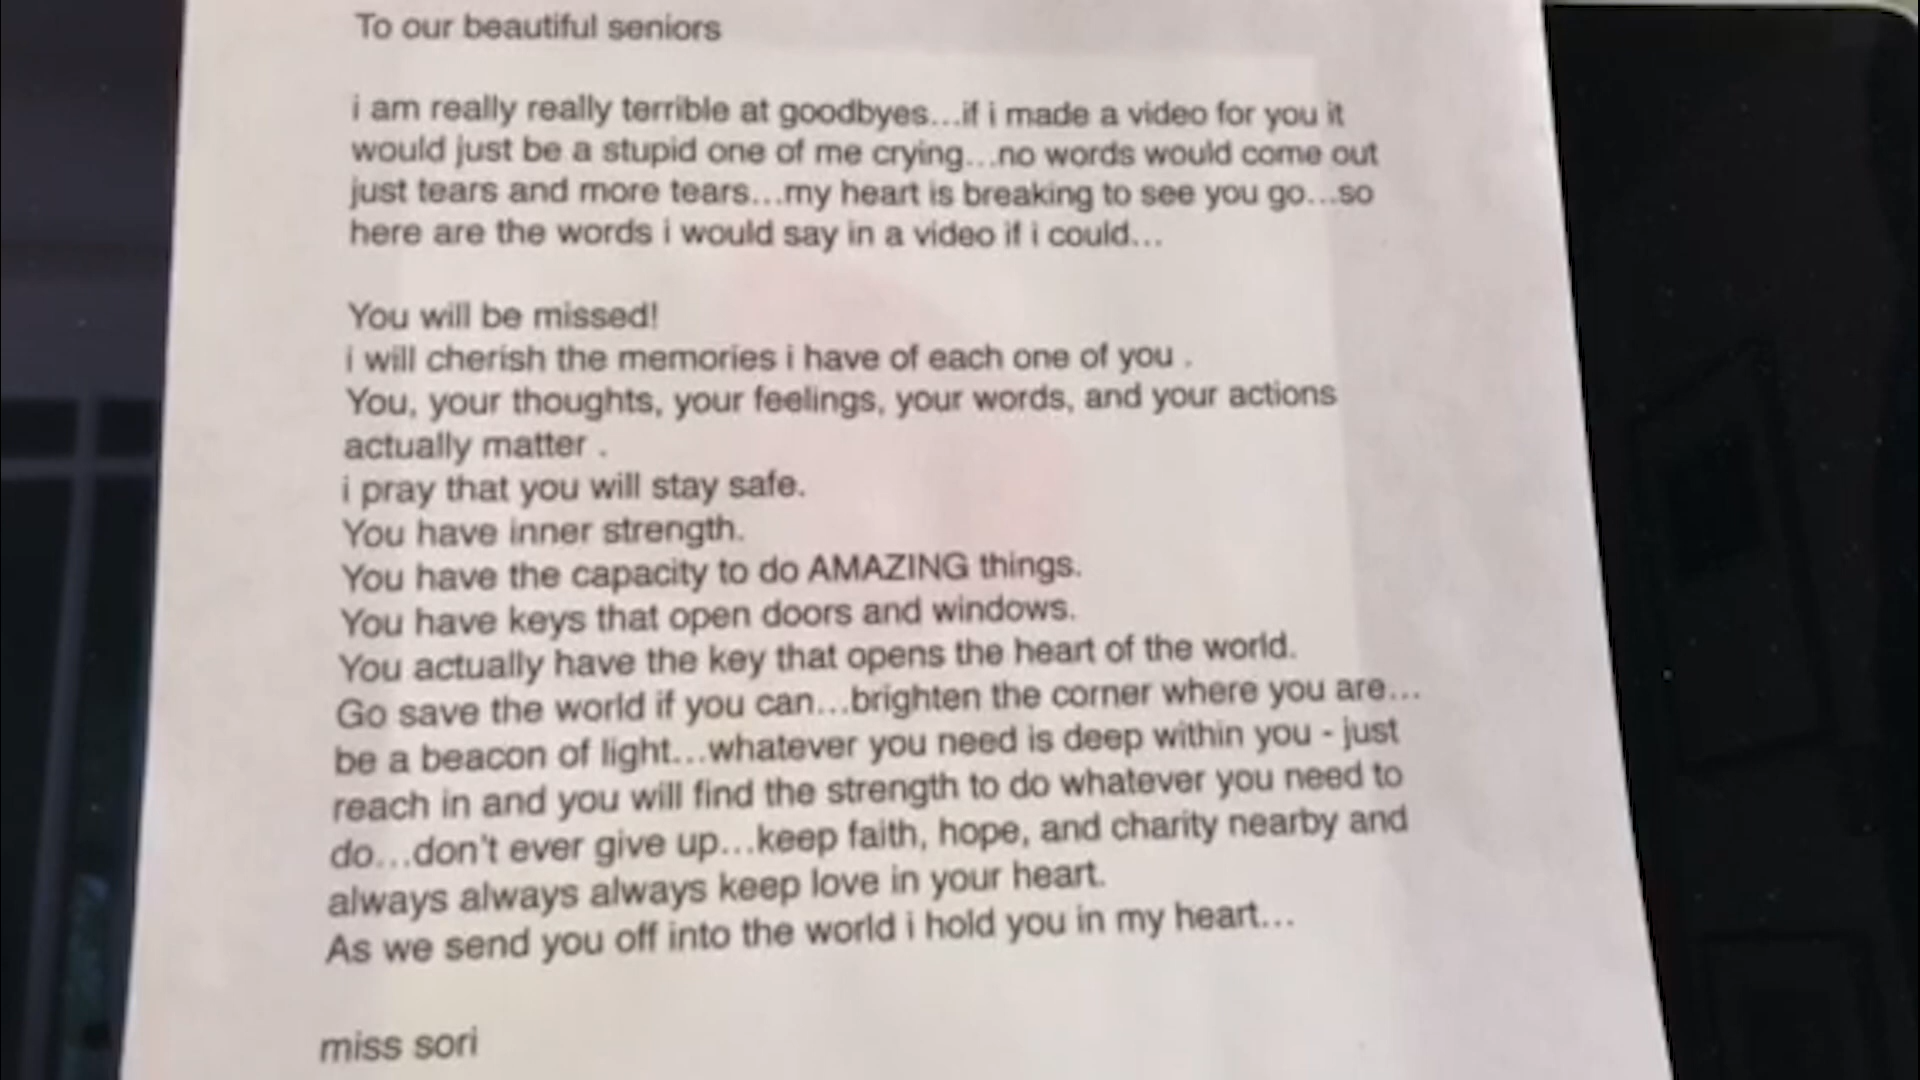 To our beautiful seniors
i am really really terrible at goodbyes...if i made a video for you it
would just be a stupid one of me crying...no words would come out
just tears and more tears...my heart is breaking to see you go...so
here are the words i would say in a video if i could...
You will be missed!
i will cherish the memories i have of each one of you .
You, your thoughts, your feelings, your words, and your actions
actually matter .
i pray that you will stay safe.
You have inner strength.
You have the capacity to do AMAZING things.
You have keys that open doors and windows.
You actually have the key that opens the heart of the world.
Go save the world if you can...brighten the corner where you are...
be a beacon of light...whatever you need is deep within you - just
reach in and you will find the strength to do whatever you need to
do...don't ever give up...keep faith, hope, and charity nearby and
always always always keep love in your heart.
As we send you off into the world i hold you in my heart...
miss sori